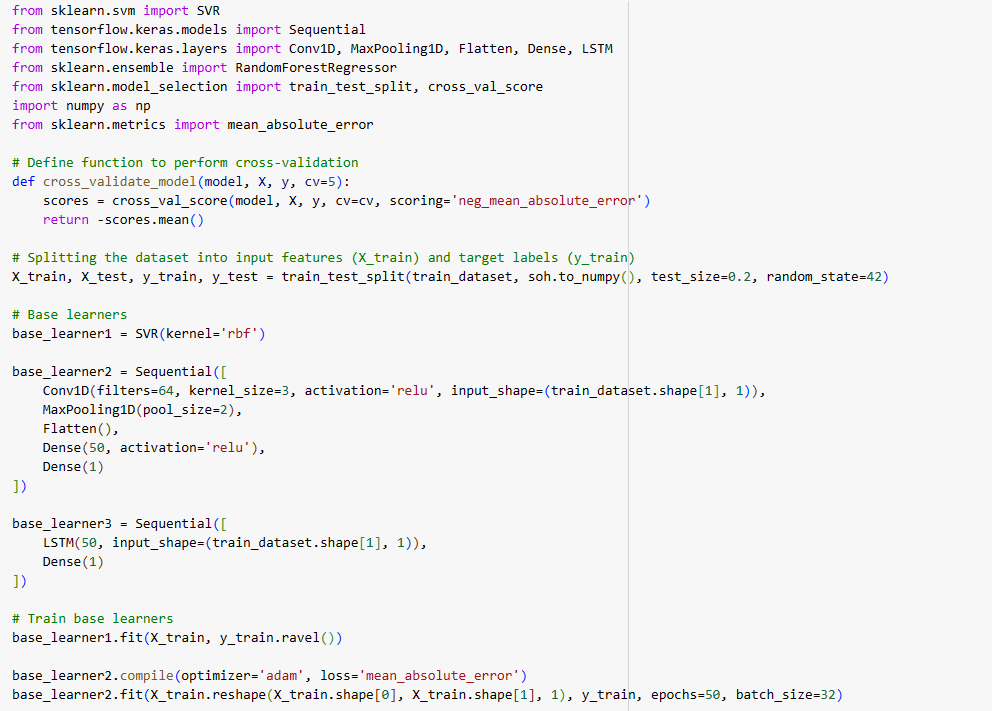 from sklearn.svm import SVR
from tensorflow.keras.models import Sequential
from tensorflow.keras.layers import Conv1D, MaxPooling1D, Flatten, Dense, LSTM
from sklearn.ensemble import RandomForestRegressor
from sklearn.model_selection import train_test_split, cross_val_score
import numpy as np
from sklearn.metrics import mean_absolute_error

# Define function to perform cross-validation
def cross_validate_model(model, X, y, cv=5):
    scores = cross_val_score(model, X, y, cv=cv, scoring='neg_mean_absolute_error')
    return -scores.mean()

# Splitting the dataset into input features (X_train) and target labels (y_train)
X_train, X_test, y_train, y_test = train_test_split(train_dataset, soh.to_numpy(), test_size=0.2, random_state=42)

# Base learners
base_learner1 = SVR(kernel='rbf')

base_learner2 = Sequential([
    Conv1D(filters=64, kernel_size=3, activation='relu', input_shape=(train_dataset.shape[1], 1)),
    MaxPooling1D(pool_size=2),
    Flatten(),
    Dense(50, activation='relu'),
    Dense(1)
])

base_learner3 = Sequential([
    LSTM(50, input_shape=(train_dataset.shape[1], 1)),
    Dense(1)
])

# Train base learners
base_learner1.fit(X_train, y_train.ravel())

base_learner2.compile(optimizer='adam', loss='mean_absolute_error')
base_learner2.fit(X_train.reshape(X_train.shape[0], X_train.shape[1], 1), y_train, epochs=50, batch_size=32)